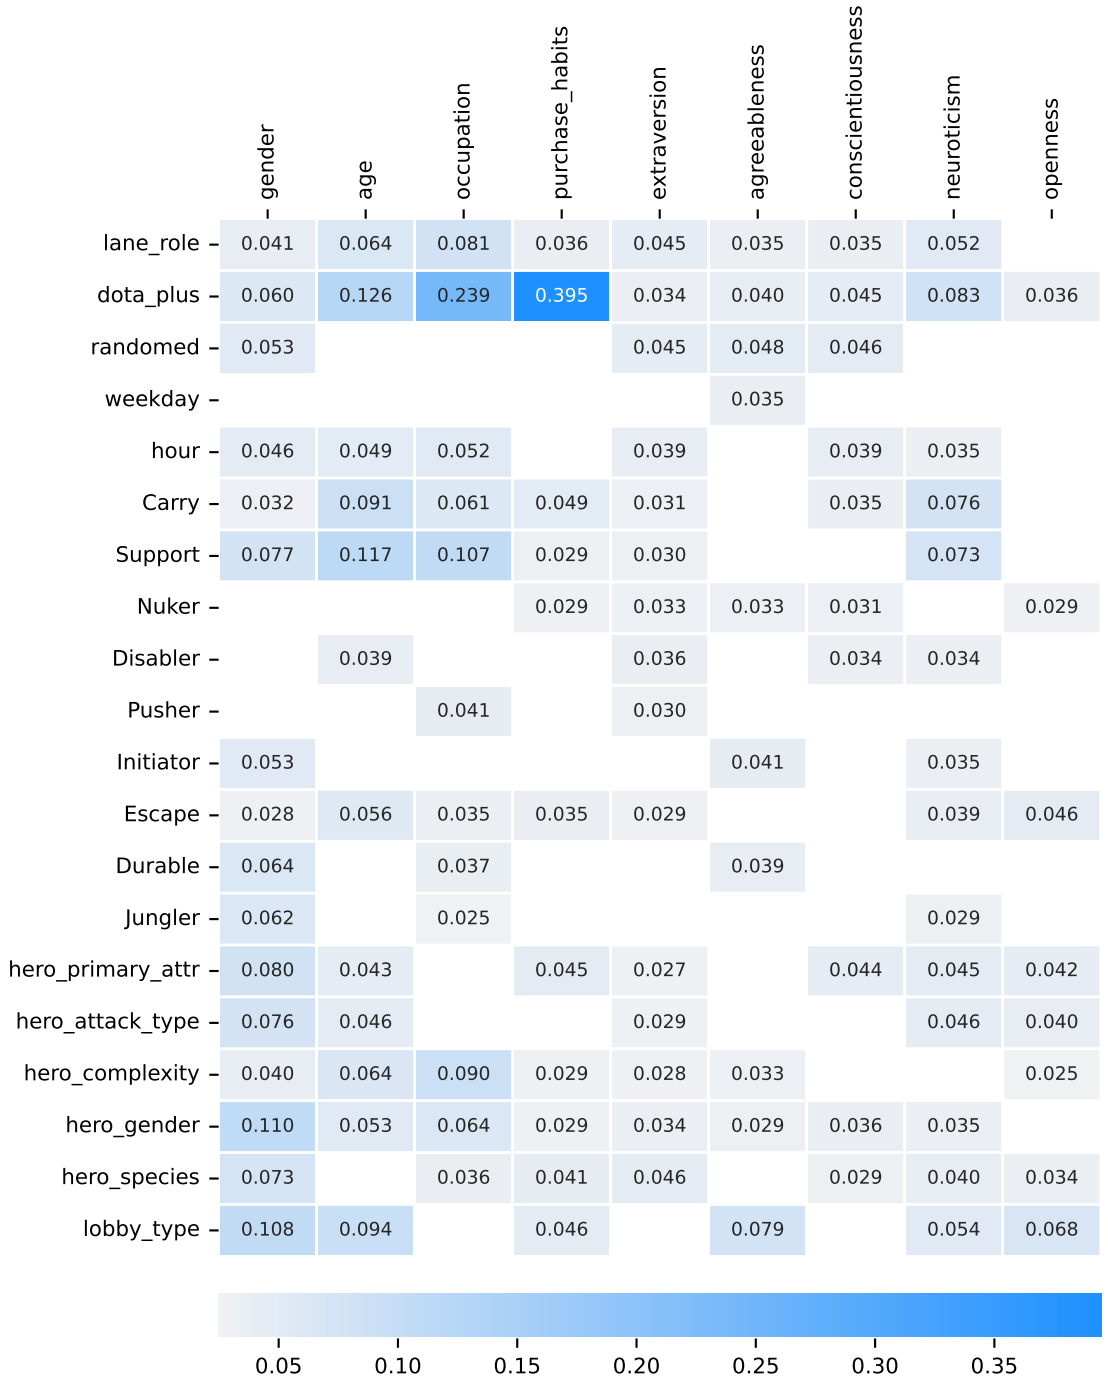 gender age occupation purchase_habits extraversion agreeableness conscientiousness neuroticism openness
lane_role 0.041 0.064 0.081 0.036 0.045 0.035 0.035 0.052
dota_plus 0.060 0.126 0.239 0.395 0.034 0.040 0.045 0.083 0.036
randomed 0.053 0.045 0.048 0.046
weekday 0.035
hour 0.046 0.049 0.052 0.039 0.039 0.035
Carry 0.032 0.091 0.061 0.049 0.031 0.035 0.076
Support 0.077 0.117 0.107 0.029 0.030 0.073
Nuker 0.029 0.033 0.033 0.031 0.029
Disabler 0.039 0.036 0.034 0.034
Pusher 0.041 0.030
Initiator 0.053 0.041 0.035
Escape 0.028 0.056 0.035 0.035 0.029 0.039 0.046
Durable 0.064 0.037 0.039
Jungler 0.062 0.025 0.029
hero_primary_attr 0.080 0.043 0.045 0.027 0.044 0.045 0.042
hero_attack_type 0.076 0.046 0.029 0.046 0.040
hero_complexity 0.040 0.064 0.090 0.029 0.028 0.033 0.025
hero_gender 0.110 0.053 0.064 0.029 0.034 0.029 0.036 0.035
hero_species 0.073 0.036 0.041 0.046 0.029 0.040 0.034
lobby_type 0.108 0.094 0.046 0.079 0.054 0.068
0.05 0.10 0.15 0.20 0.25 0.30 0.35